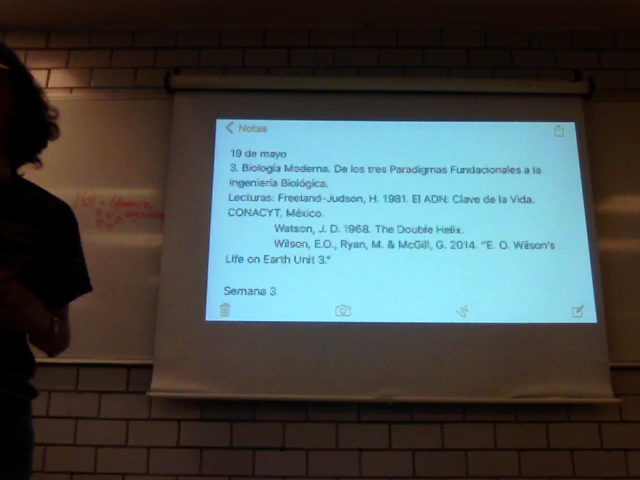 Notas
19 de mayo
3. Biología Moderna. De los tres Paradigmas Fundacionales a la
Ingeniería Biológica.
Lecturas: Freeland-Judson, H. 1981. El ADN: Clave de la Vida.
CONACYT, México.
Watson, J. D. 1968. The Double Helix.
Wilson, E.O., Ryan, M. & McGill, G. 2014. "E. O. Wilson's
Life on Earth Unit 3."
Semana 3